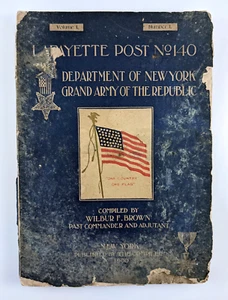 Volume 1.
Number 3.
LAFAYETTE POST No 140
DEPARTMENT OF NEW YORK
GRAND ARMY OF THE REPUBLIC
COMPILED BY
WILBUR F. BROWN
PAST COMMANDER AND ADJUTANT
NEW YORK